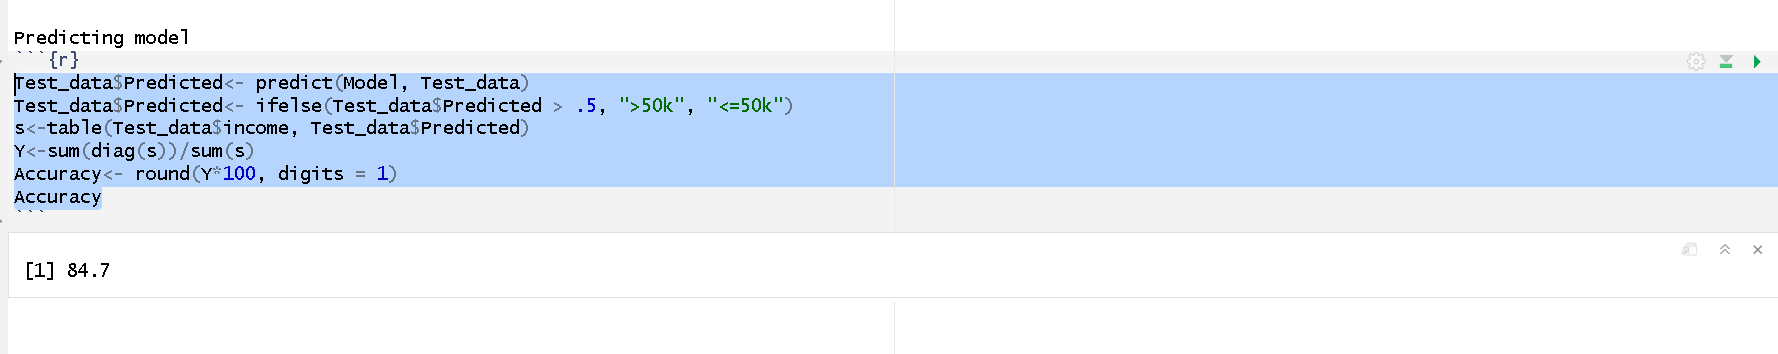 Predicting model
```{r}
Test_data$Predicted<- predict(Model, Test_data)
Test_data$Predicted<- ifelse(Test_data$Predicted > .5, ">50k", "<=50k")
s<-table(Test_data$income, Test_data$Predicted)
Y<-sum(diag(s))/sum(s)
Accuracy<- round(Y*100, digits = 1)
Accuracy
```
[1] 84.7